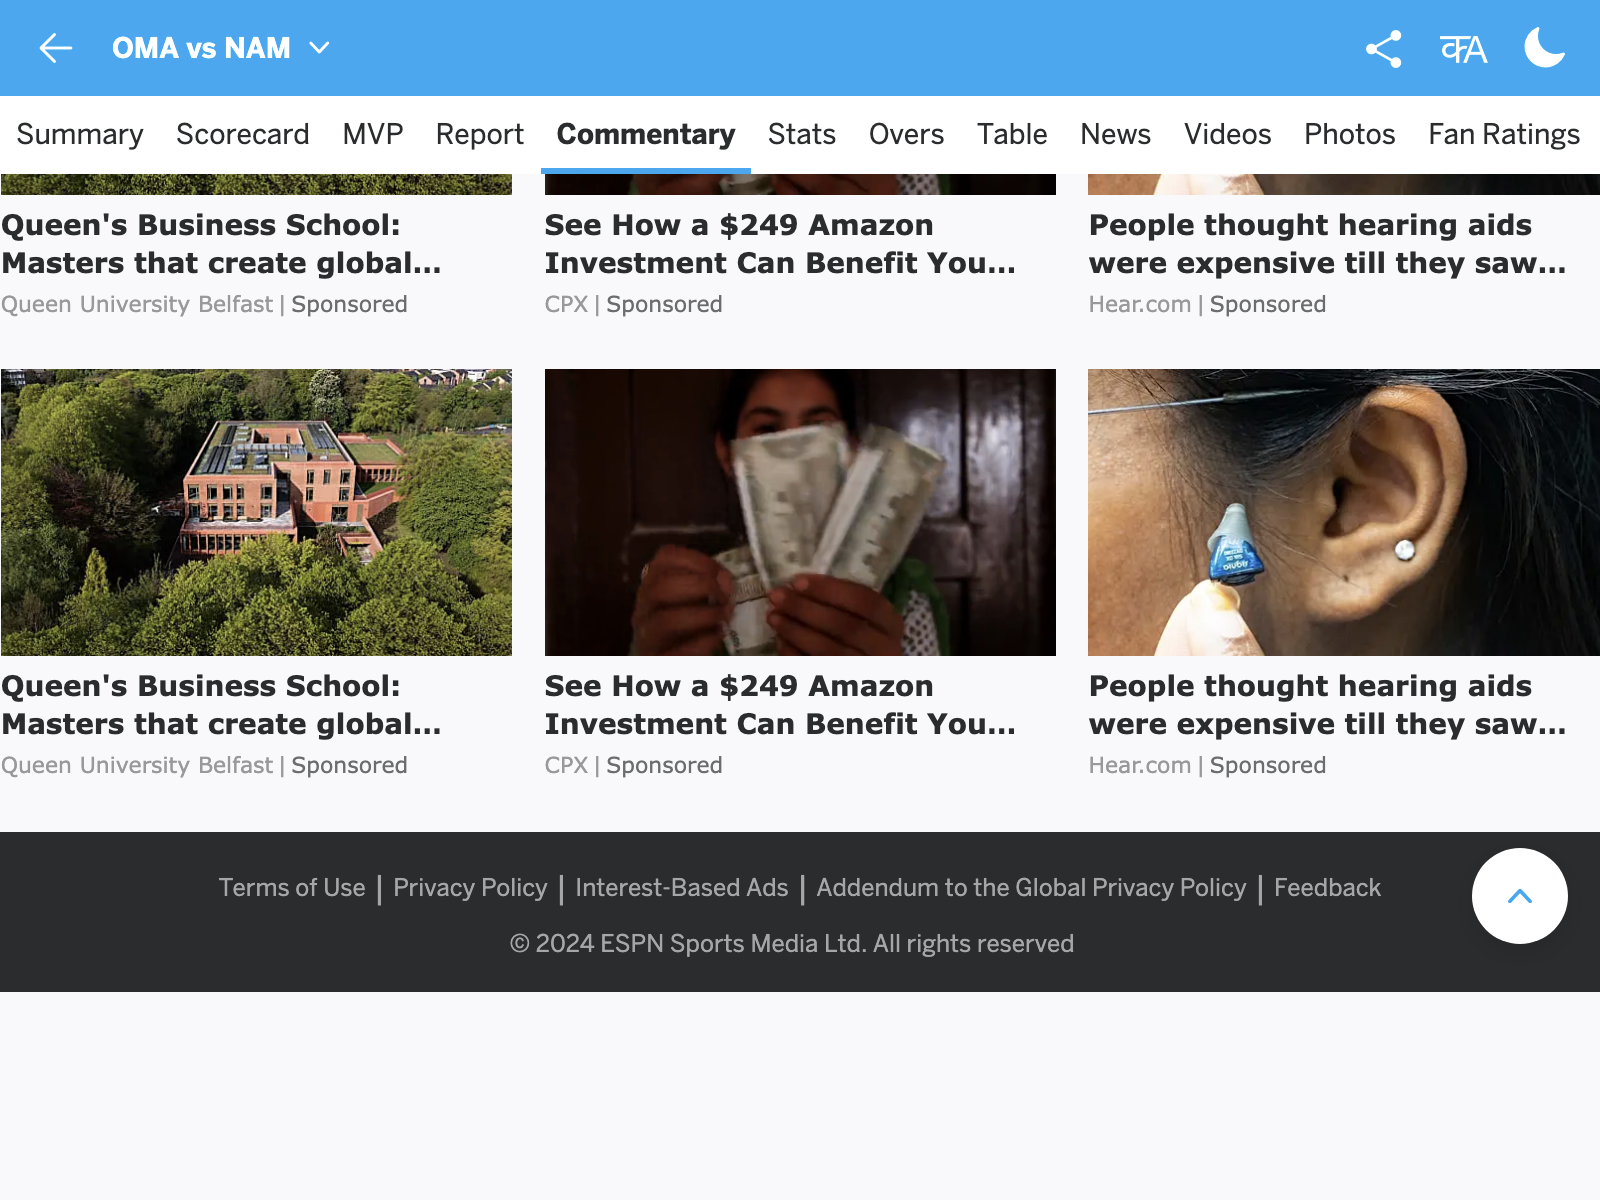 OMA vs NAM
क A
Summary Scorecard MVP Report Commentary Stats Overs Table News Videos Photos Fan Ratings
Queen's Business School:
Masters that create global...
Queen University Belfast | Sponsored
See How a $249 Amazon
Investment Can Benefit You...
CPX | Sponsored
People thought hearing aids
were expensive till they saw...
Hear.com | Sponsored
Queen's Business School:
Masters that create global...
Queen University Belfast | Sponsored
See How a $249 Amazon
Investment Can Benefit You...
CPX | Sponsored
People thought hearing aids
were expensive till they saw...
Hear.com | Sponsored
Terms of Use | Privacy Policy | Interest-Based Ads | Addendum to the Global Privacy Policy | Feedback
© 2024 ESPN Sports Media Ltd. All rights reserved